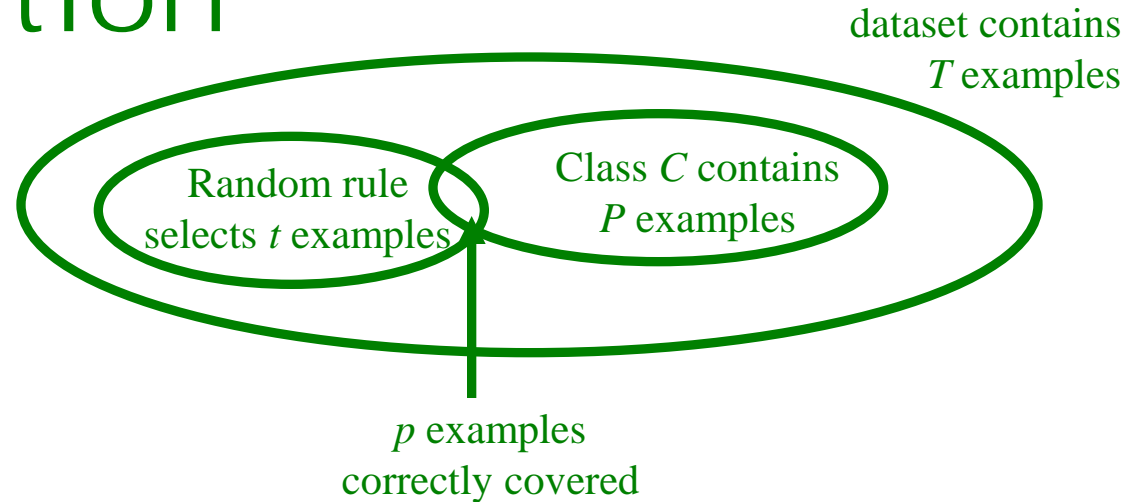 tion
dataset contains
T examples
Random rule
selects t examples
Class C contains
P examples
p examples
correctly covered